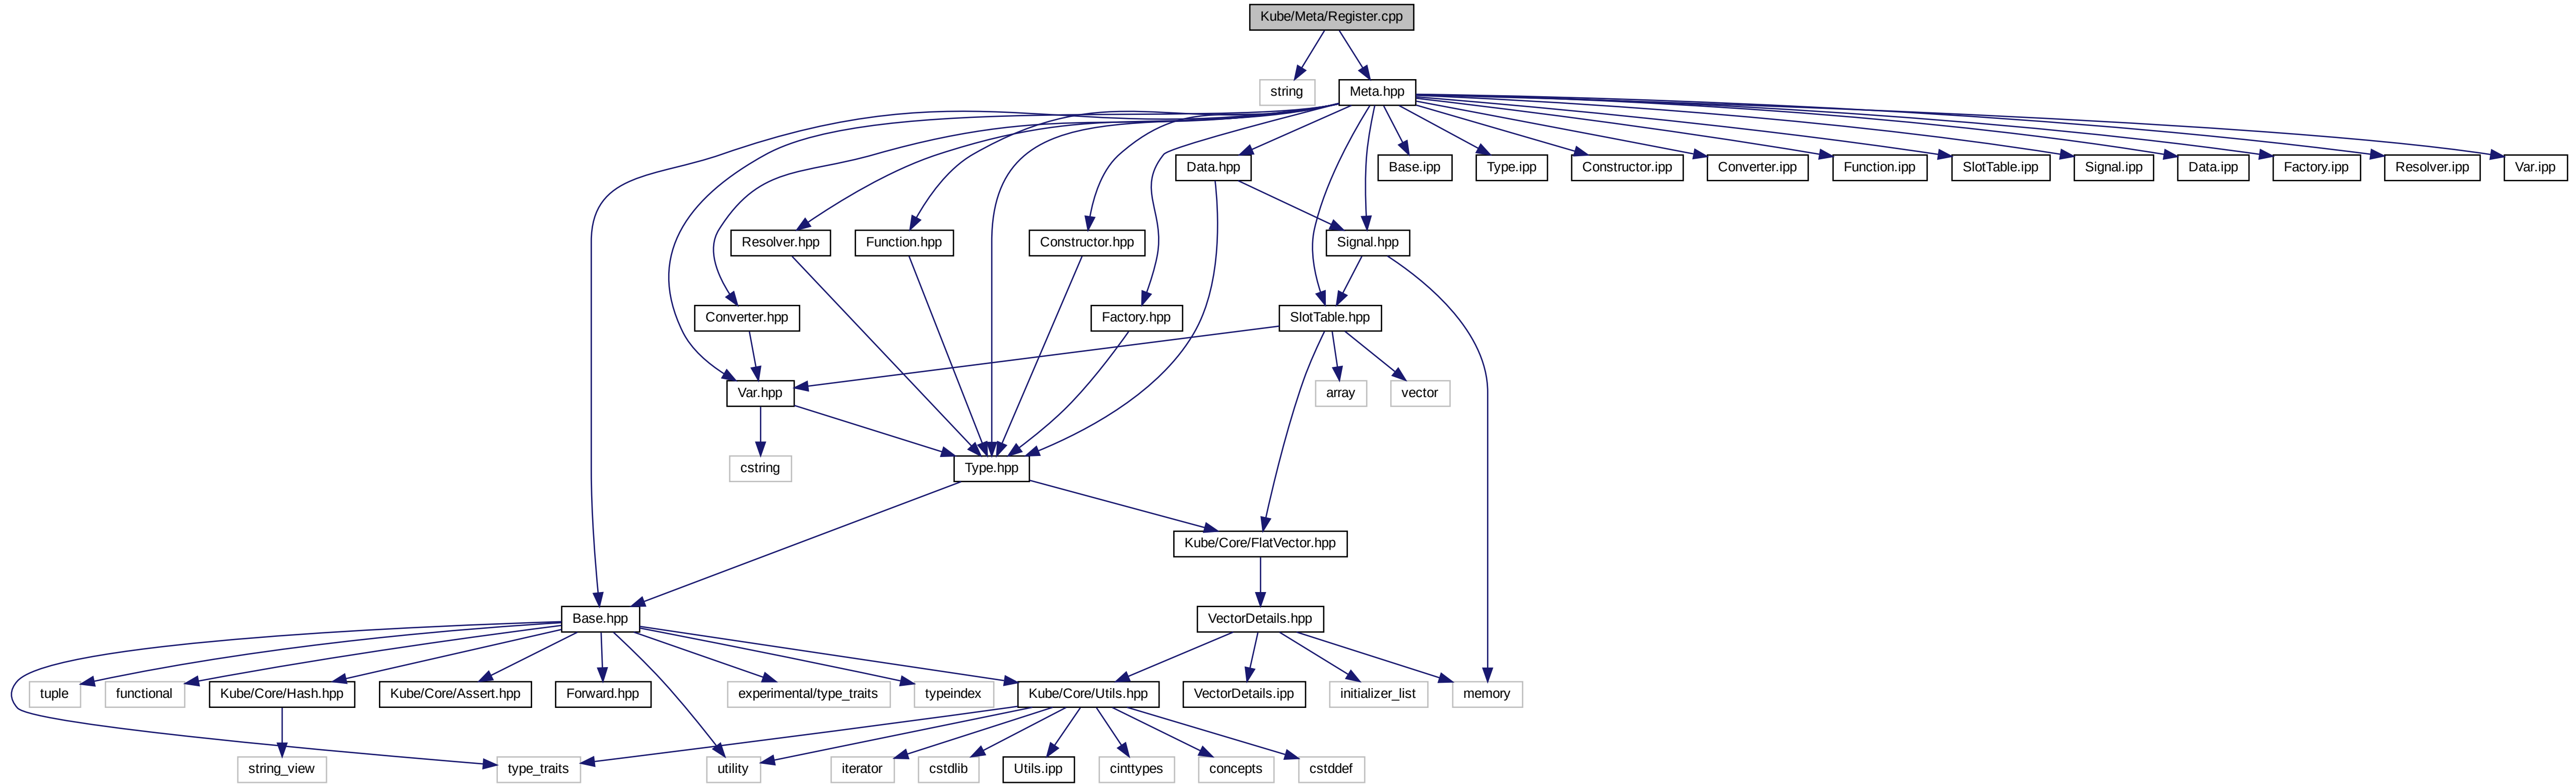 Kube/Meta/Register.cpp
string
Meta.hpp
Data.hpp
Base.ipp
Type.ipp
Constructor.ipp
Converter.ipp
Function.ipp
SlotTable.ipp
Signal.ipp
Data.ipp
Factory.ipp
Resolver.ipp
Var.ipp
Resolver.hpp
Function.hpp
Constructor.hpp
Signal.hpp
Converter.hpp
Factory.hpp
SlotTable.hpp
Var.hpp
array
vector
cstring
Type.hpp
Kube/Core/FlatVector.hpp
Base.hpp
VectorDetails.hpp
tuple
functional
Kube/Core/Hash.hpp
Kube/Core/Assert.hpp
Forward.hpp
experimental/type_traits
typeindex
Kube/Core/Utils.hpp
VectorDetails.ipp
initializer_list
memory
string_view
type_traits
utility
iterator
cstdlib
Utils.ipp
cinttypes
concepts
cstddef